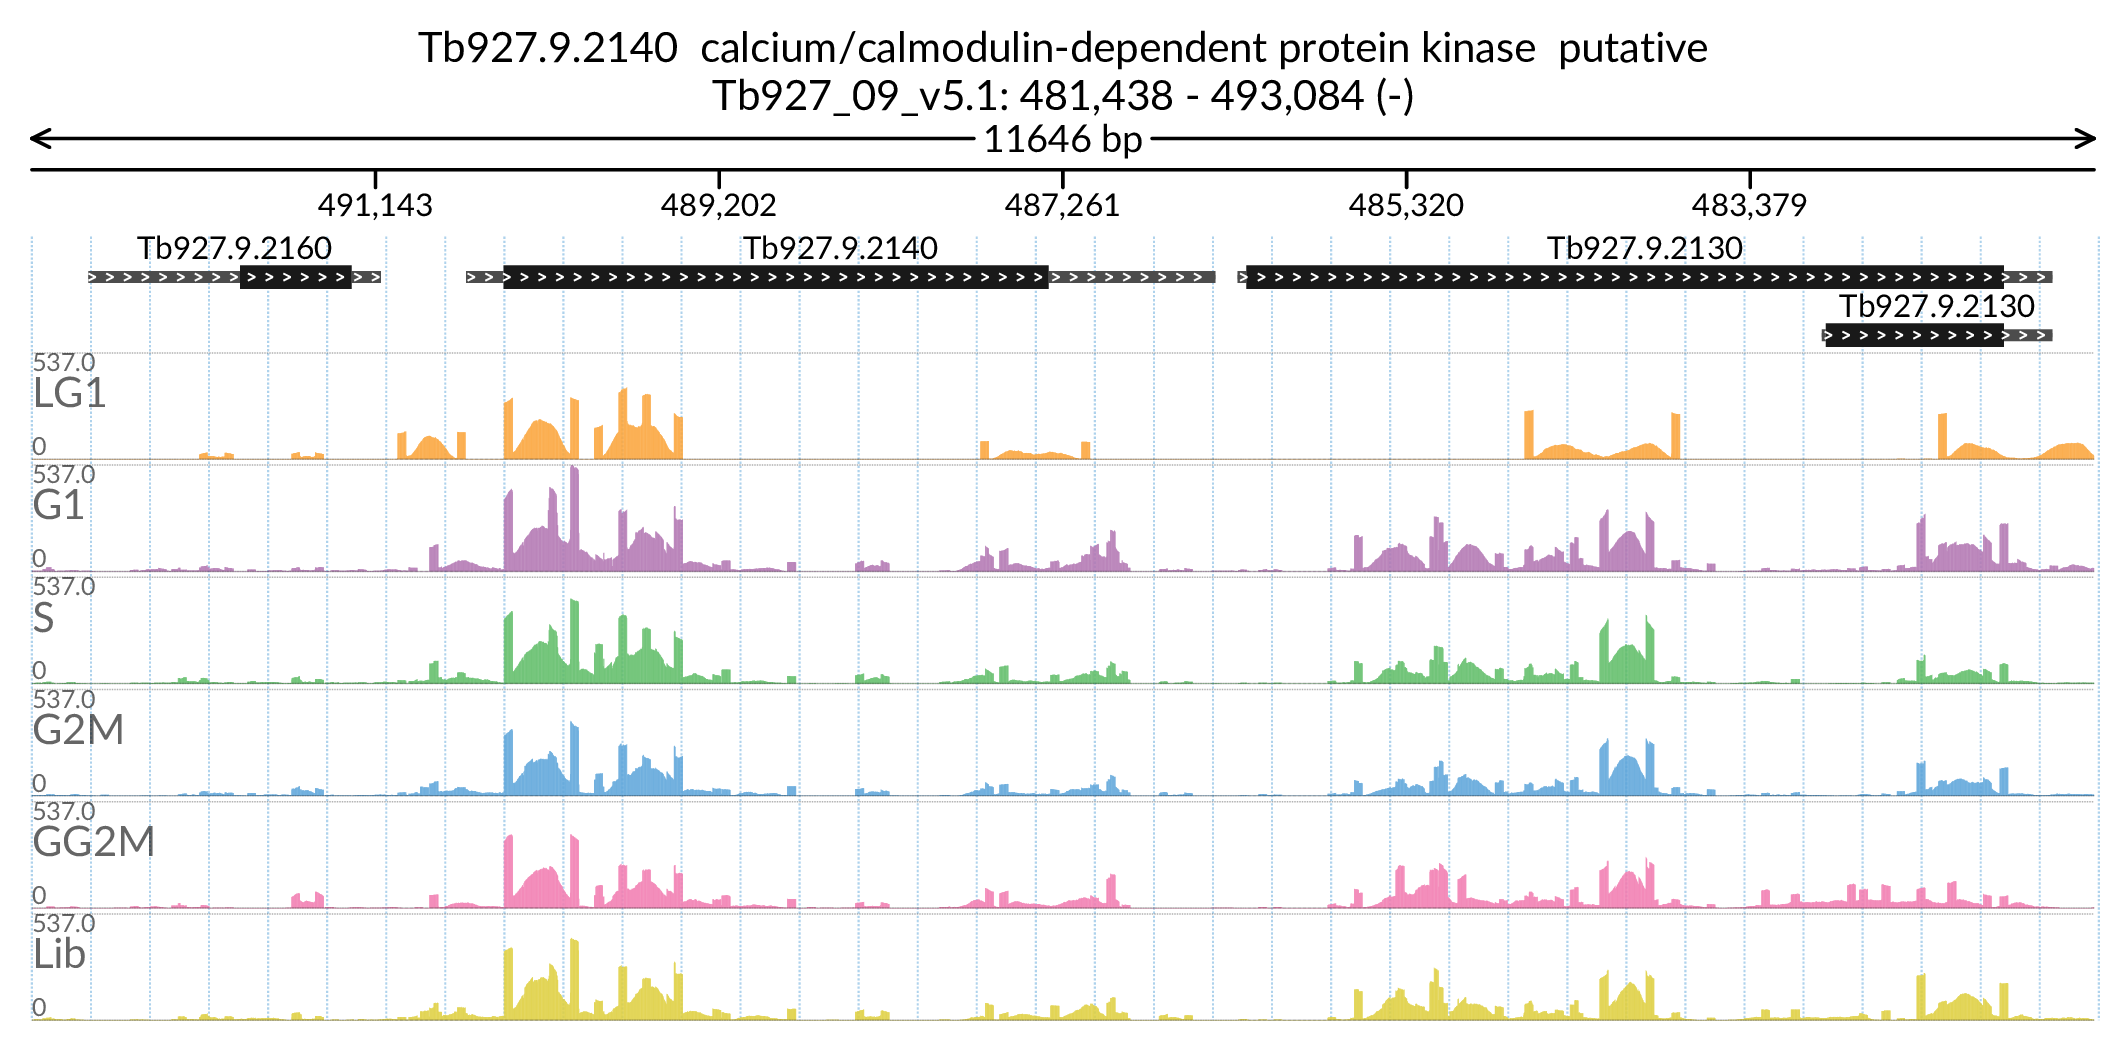 Tb927.9.2140  calcium/calmodulin-dependent protein kinase  putative
Tb927_09_v5.1: 481,438 - 493,084 (-)
11646 bp
491,143 489,202 487,261 485,320 483,379
Tb927.9.2160 Tb927.9.2140 Tb927.9.2130
Tb927.9.2130
537.0
LG1
0
537.0
G1
0
537.0
S
0
537.0
G2M
0
537.0
GG2M
0
537.0
Lib
0